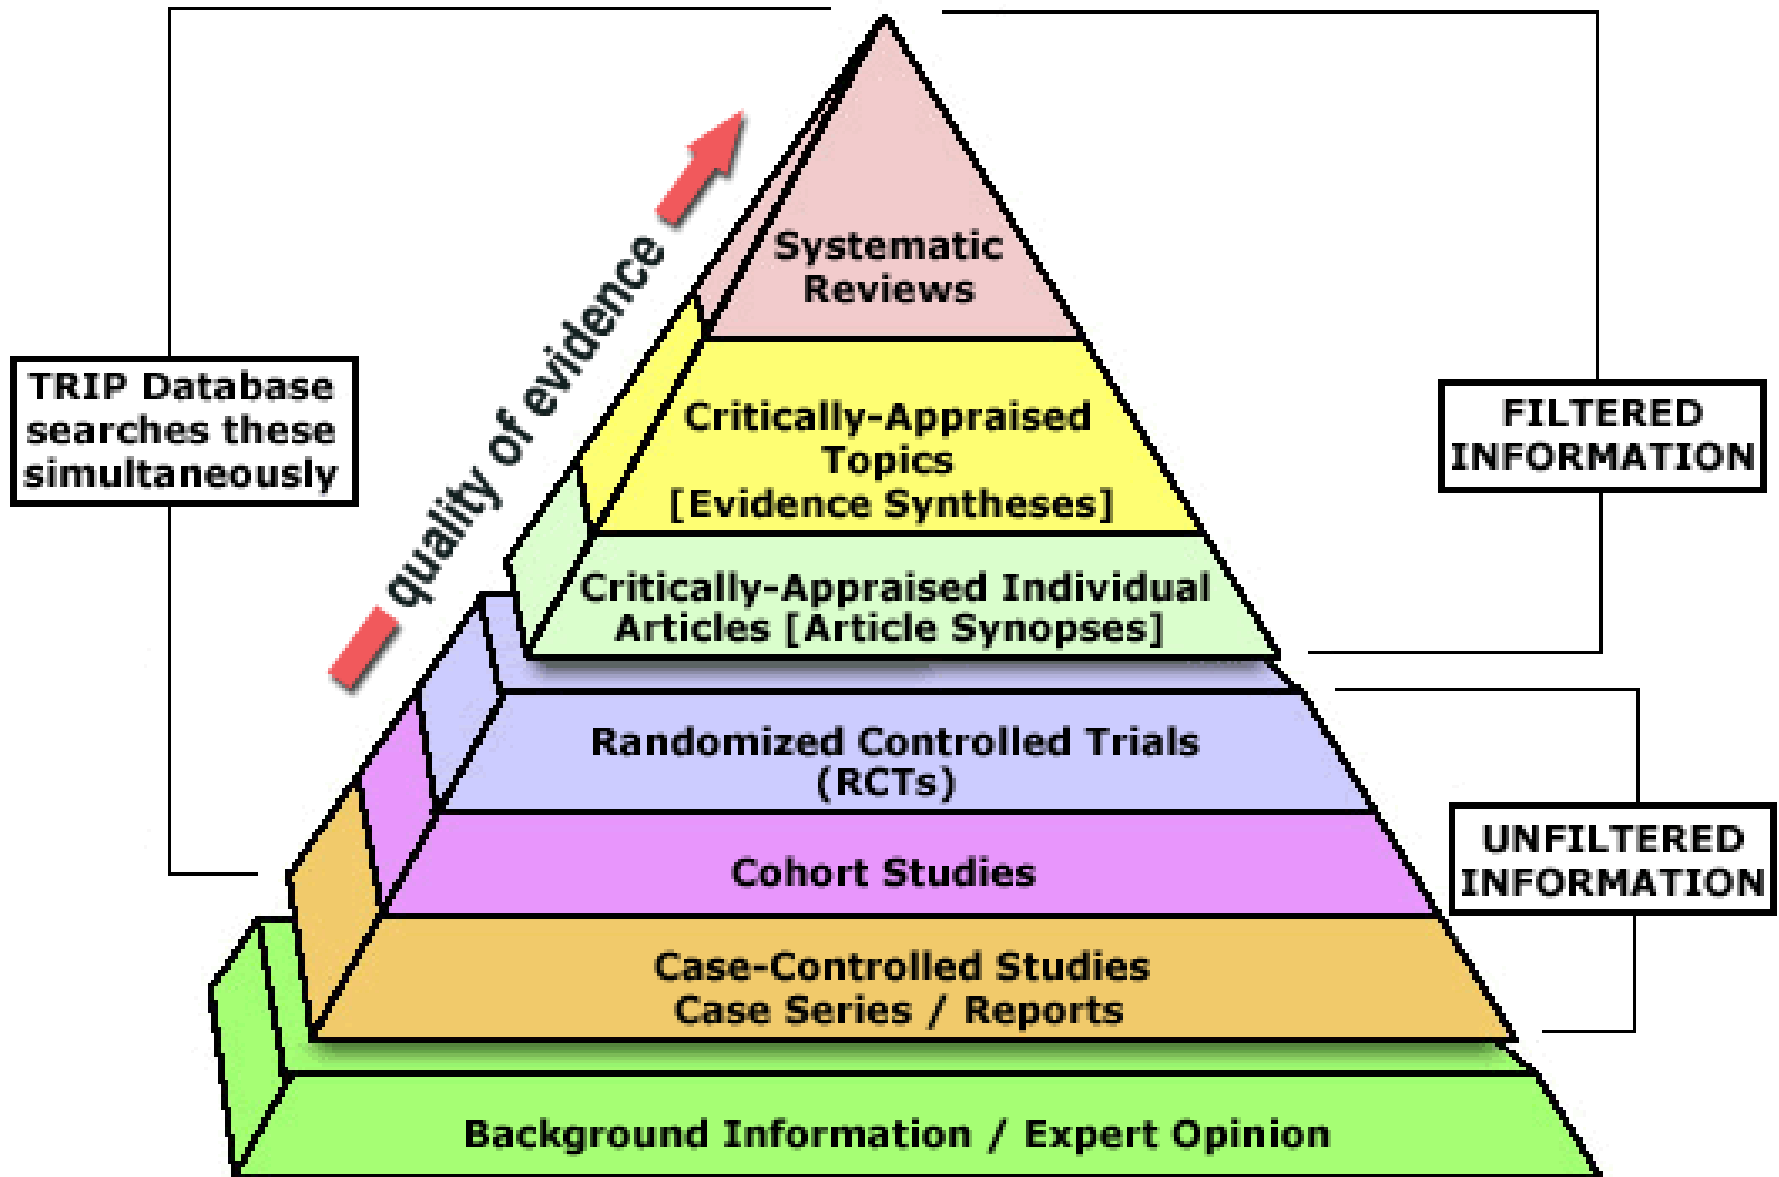 Systematic
Reviews
quality of evidence
TRIP Database
searches these
simultaneously
Critically-Appraised
Topics
[Evidence Syntheses]
FILTERED
INFORMATION
Critically-Appraised Individual
Articles [Article Synopses]
Randomized Controlled Trials
(RCTs)
UNFILTERED
INFORMATION
Cohort Studies
Case-Controlled Studies
Case Series / Reports
Background Information / Expert Opinion